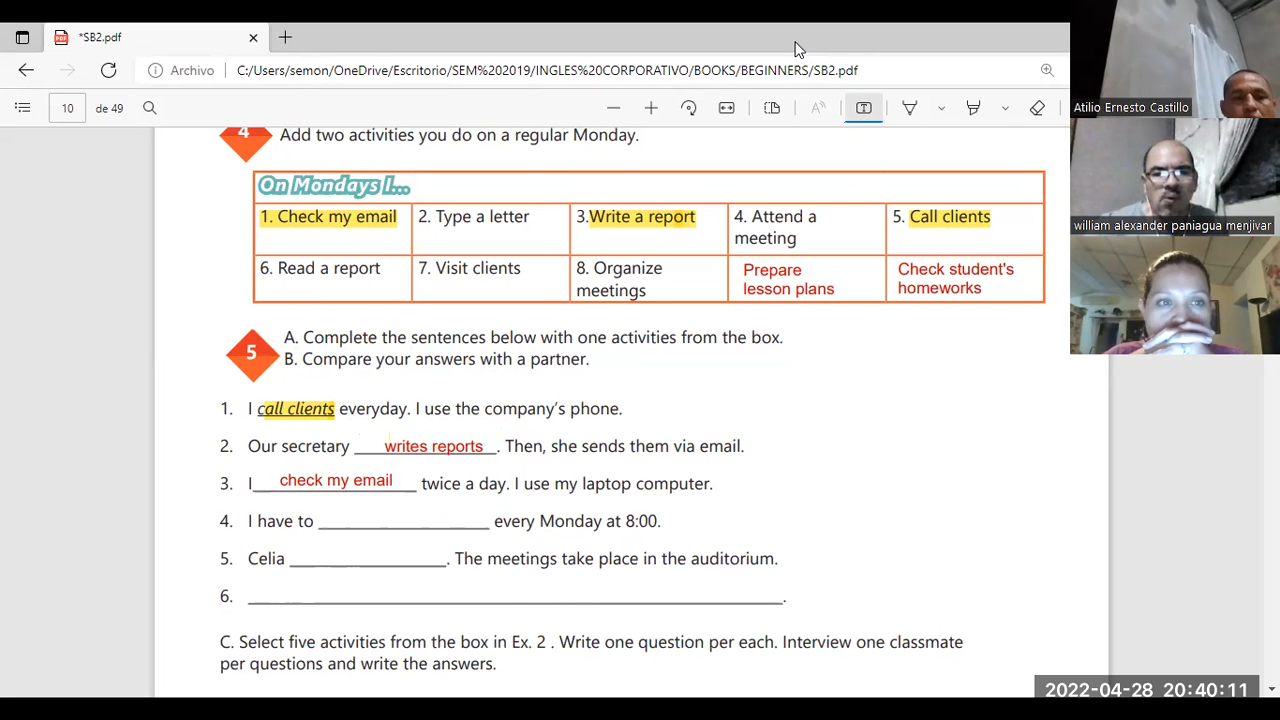 *SB2.pdf
Archivo C:/Users/semon/OneDrive/Escritorio/SEM%202019/INGLES%20CORPORATIVO/BOOKS/BEGINNERS/SB2.pdf
10 de 49
4 Add two activities you do on a regular Monday.
On Mondays I...
1. Check my email
2. Type a letter
3.Write a report
4. Attend a
meeting
5. Call clients
6. Read a report
7. Visit clients
8. Organize
meetings
Prepare
lesson plans
Check student's
homeworks
5
A. Complete the sentences below with one activities from the box.
B. Compare your answers with a partner.
1. I call clients everyday. I use the company's phone.
2. Our secretary writes reports. Then, she sends them via email.
3. I check my email twice a day. I use my laptop computer.
4. I have to ____________________ every Monday at 8:00.
5. Celia ____________________. The meetings take place in the auditorium.
6. ____________________.
C. Select five activities from the box in Ex. 2 . Write one question per each. Interview one classmate
per questions and write the answers.
Atilio Ernesto Castillo
william alexander paniagua menjivar
2022-04-28 20:40:11